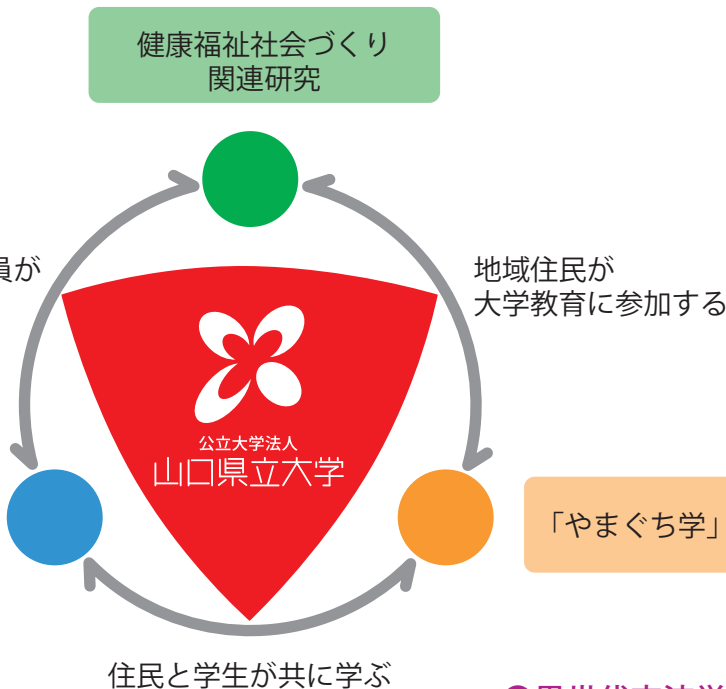 健康福祉社会づくり
関連研究
員が
地域住民が
大学教育に参加する
公立大学法人
山口県立大学
「やまぐち学」
住民と学生が共に学ぶ